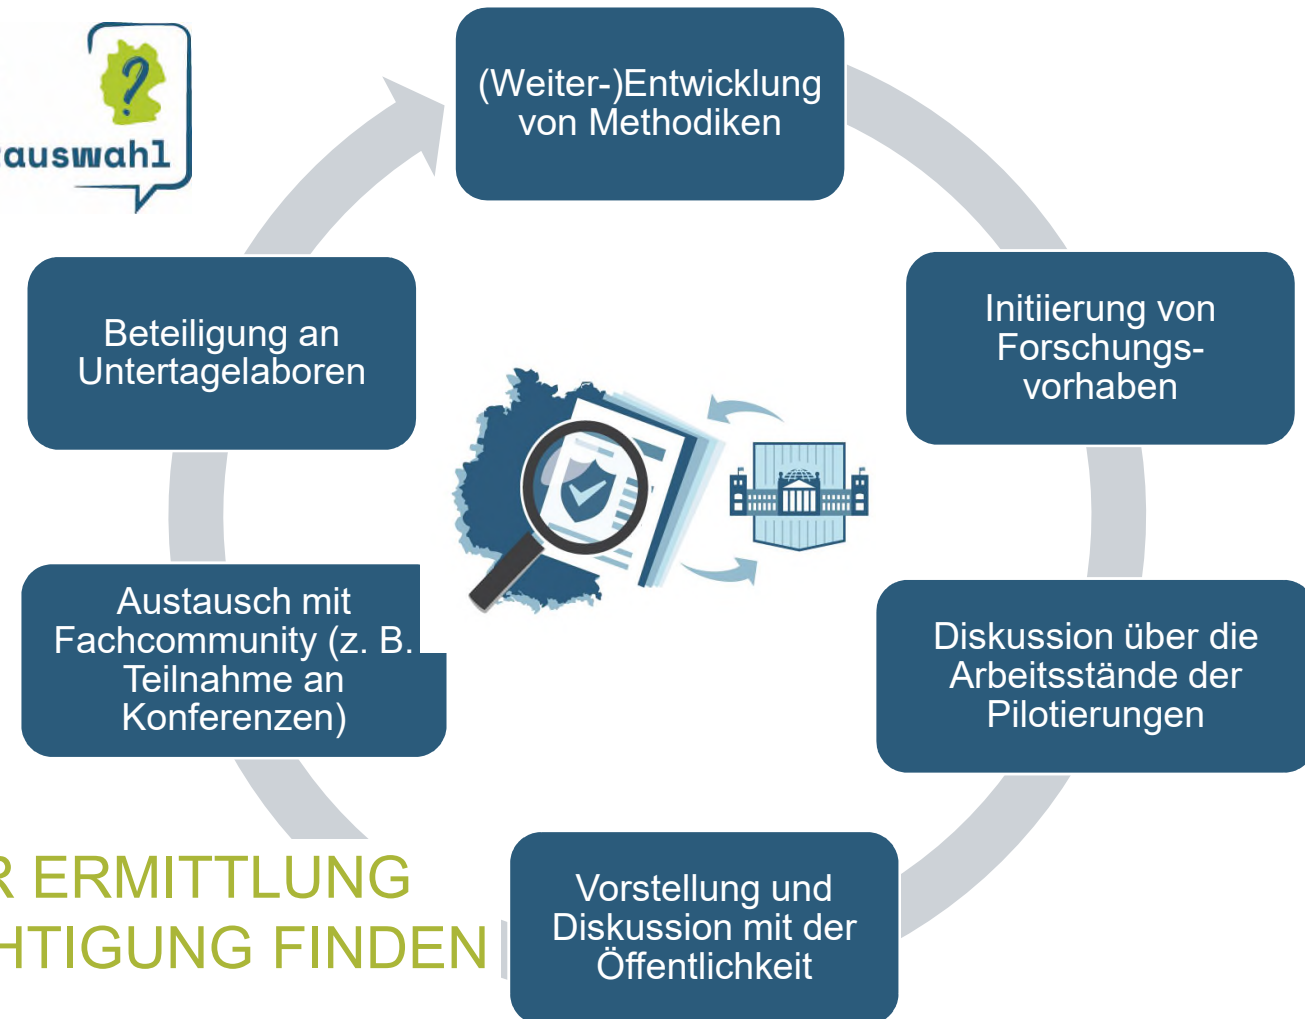 ?
auswahl
(Weiter-)Entwicklung
von Methodiken
Initiierung von
Forschungs-
vorhaben
Diskussion über die
Arbeitsstände der
Pilotierungen
Vorstellung und
Diskussion mit der
Öffentlichkeit
Austausch mit
Fachcommunity (z. B.
Teilnahme an
Konferenzen)
Beteiligung an
Untertagelaboren
R ERMITTLUNG
HTIGUNG FINDEN